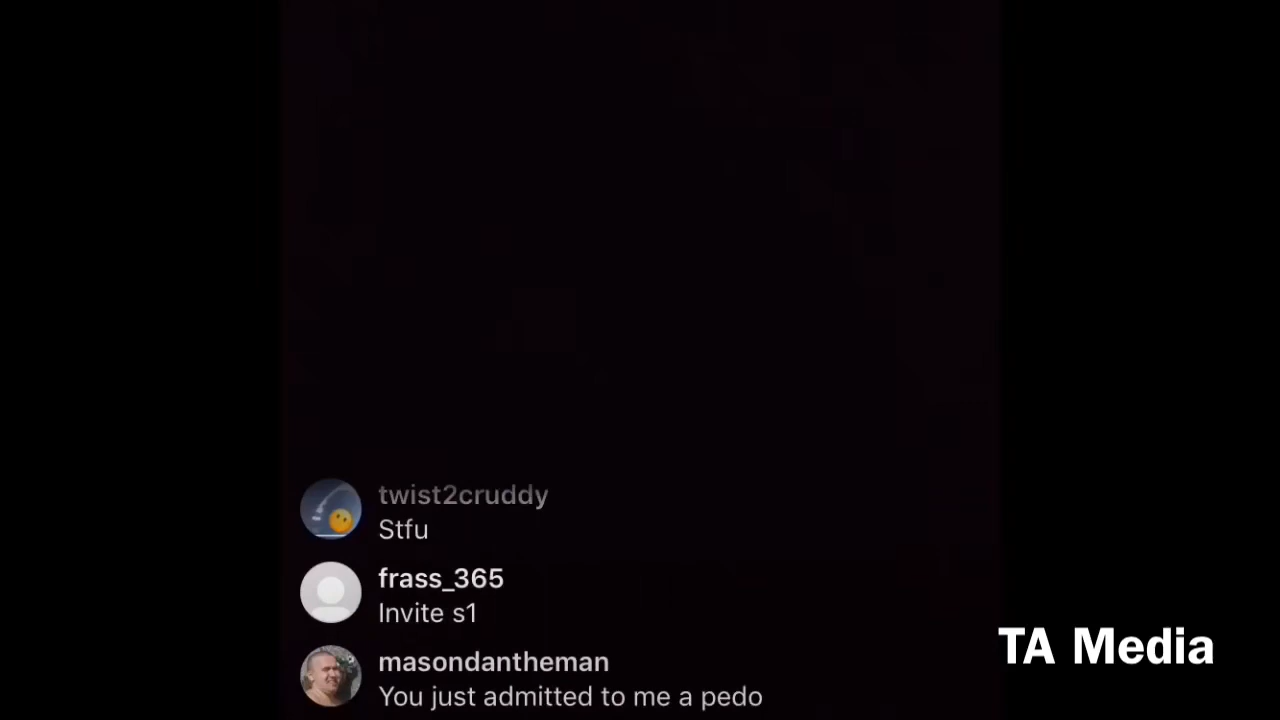 twist2cruddy
Stfu
frass_365
Invite s1
masondantheman
You just admitted to me a pedo
TA Media